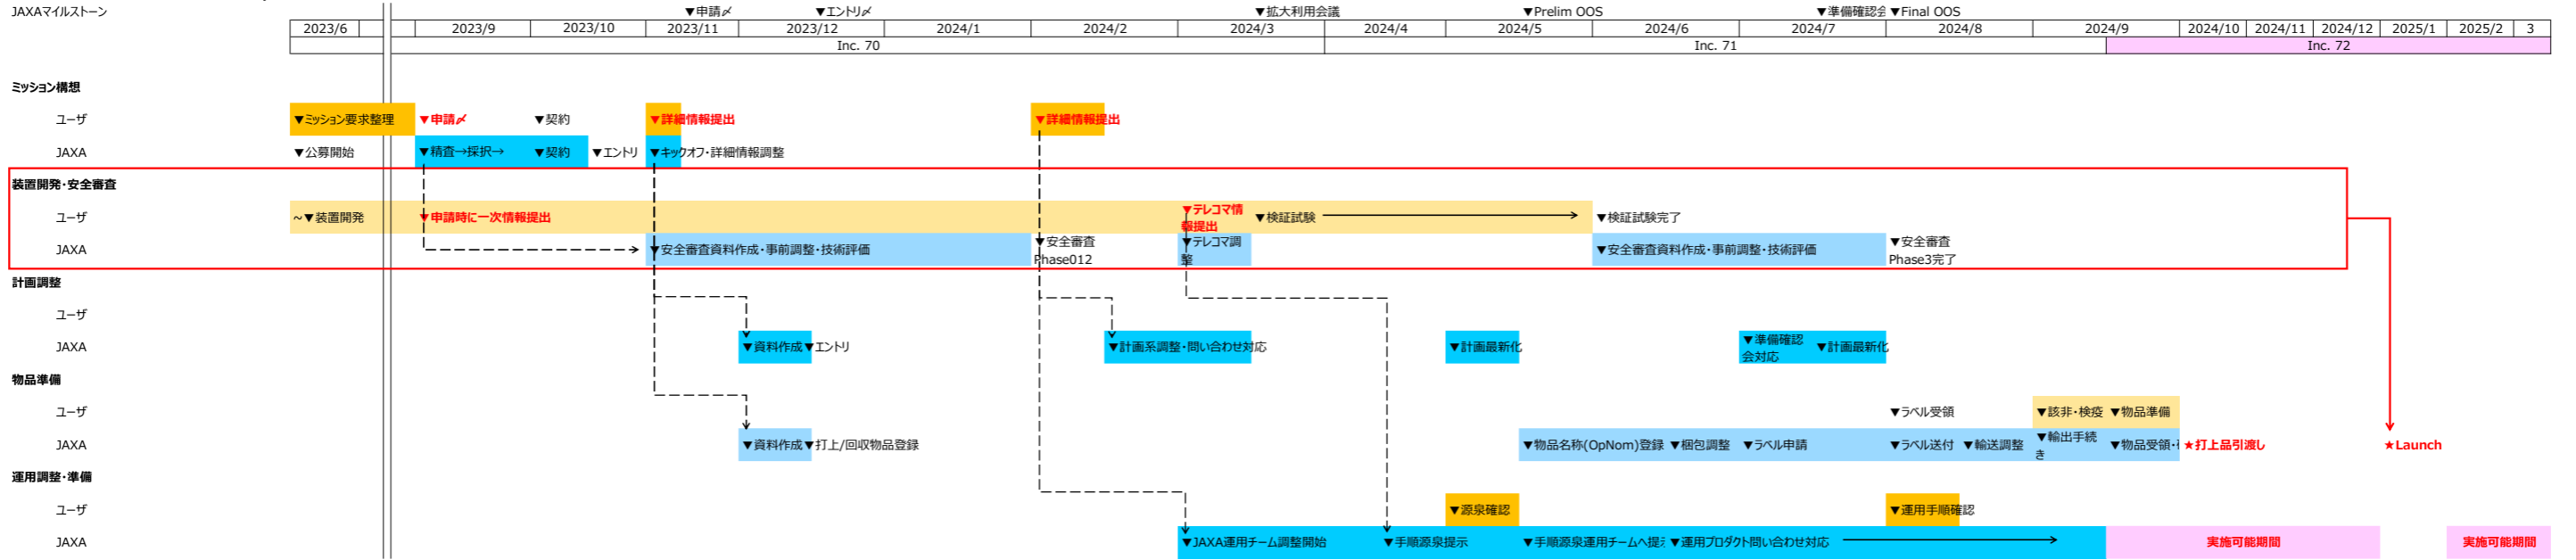 JAXAマイルストーン
▼申請〆
▼エントリ〆
▼拡大利用会議
▼Prelim OOS
▼準備確認会
▼Final OOS
2023/6
2023/9
2023/10
2023/11
2023/12
2024/1
2024/2
2024/3
2024/4
2024/5
2024/6
2024/7
2024/8
2024/9
2024/10
2024/11
2024/12
2025/1
2025/2
3
Inc. 70
Inc. 71
Inc. 72
ミッション構想
ユーザ
▼ミッション要求整理
▼申請〆
▼契約
▼詳細情報提出
▼詳細情報提出
JAXA
▼公募開始
▼精査→採択→
▼契約
▼エントリ
▼キックオフ・詳細情報調整
装置開発・安全審査
ユーザ
~▼装置開発
▼申請時に一次情報提出
▼テレコマ情
報提出
▼検証試験
▼検証試験完了
JAXA
▼安全審査資料作成・事前調整・技術評価
▼安全審査
Phase012
▼テレコマ調
整
▼安全審査資料作成・事前調整・技術評価
▼安全審査
Phase3完了
計画調整
ユーザ
JAXA
▼資料作成
▼エントリ
▼計画系調整・問い合わせ対応
▼計画最新化
▼準備確認
会対応
▼計画最新化
物品準備
ユーザ
▼ラベル受領
▼該非・検疫
▼物品準備
JAXA
▼資料作成
▼打上/回収物品登録
▼物品名称(OpNom)登録
▼梱包調整
▼ラベル申請
▼ラベル送付
▼輸送調整
▼輸出手続
き
▼物品受領・
★打上品引渡し
★Launch
運用調整・準備
ユーザ
▼源泉確認
▼運用手順確認
JAXA
▼JAXA運用チーム調整開始
▼手順源泉提示
▼手順源泉運用チームへ提示
▼運用プロダクト問い合わせ対応
実施可能期間
実施可能期間